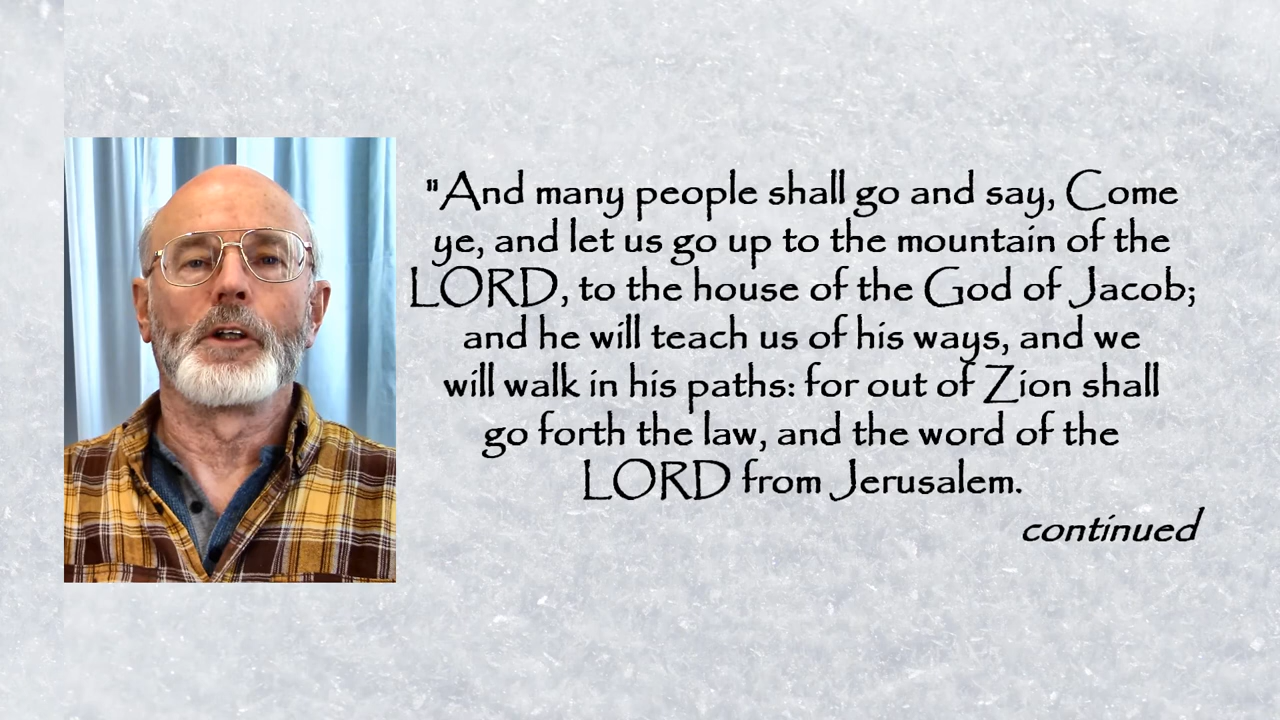 "And many people shall go and say, Come
ye, and let us go up to the mountain of the
LORD, to the house of the God of Jacob;
and he will teach us of his ways, and we
will walk in his paths: for out of Zion shall
go forth the law, and the word of the
LORD from Jerusalem.
continued